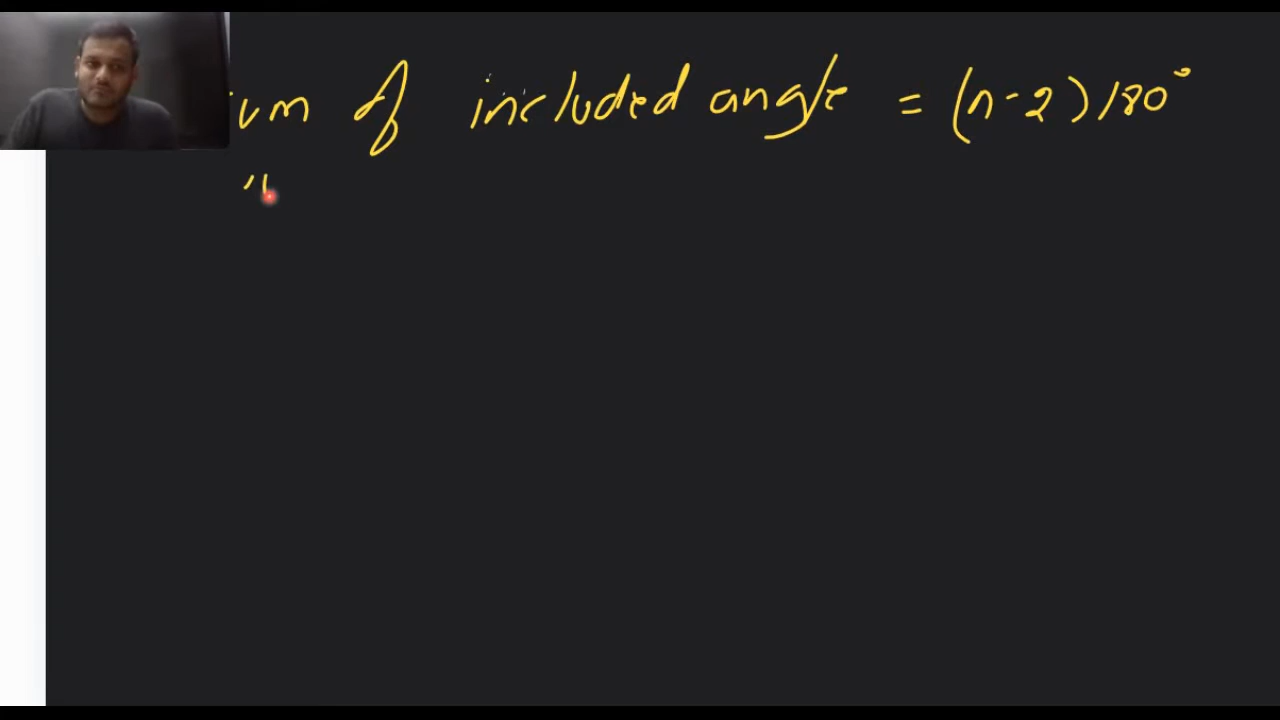 um of included angle = (n-2) 180°
"